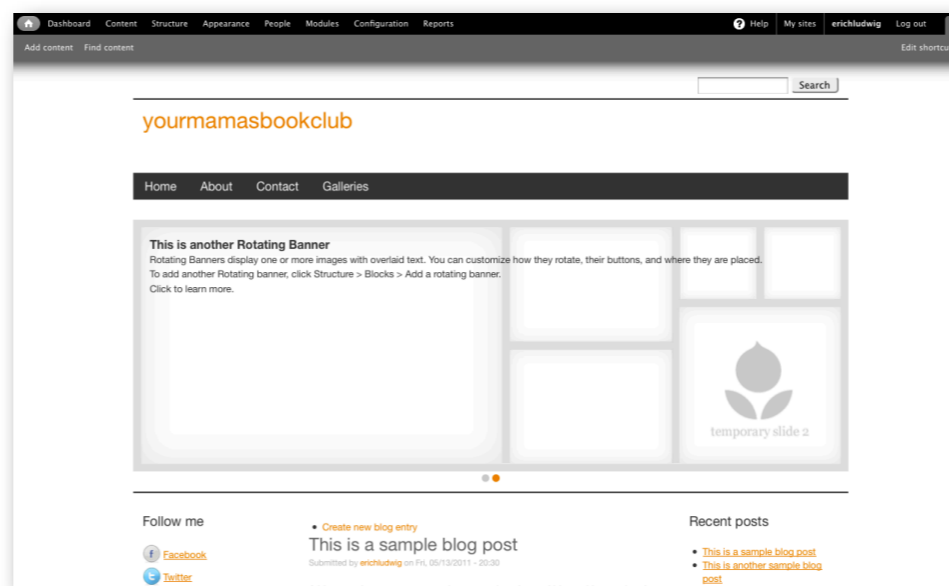 Dashboard Content Structure Appearance People Modules Configuration Reports ? Help My sites erichludwig Log out
Add content Find content Edit shortcu
Search
yourmamasbookclub
Home About Contact Galleries
This is another Rotating Banner
Rotating Banners display one or more images with overlaid text. You can customize how they rotate, their buttons, and where they are placed.
To add another Rotating banner, click Structure > Blocks > Add a rotating banner.
Click to learn more.
temporary slide 2
Follow me
f Facebook
t Twitter
• Create new blog entry
This is a sample blog post
Submitted by erichludwig on Fri, 05/13/2011 - 20:30
Recent posts
• This is a sample blog post
• This is another sample blog
post